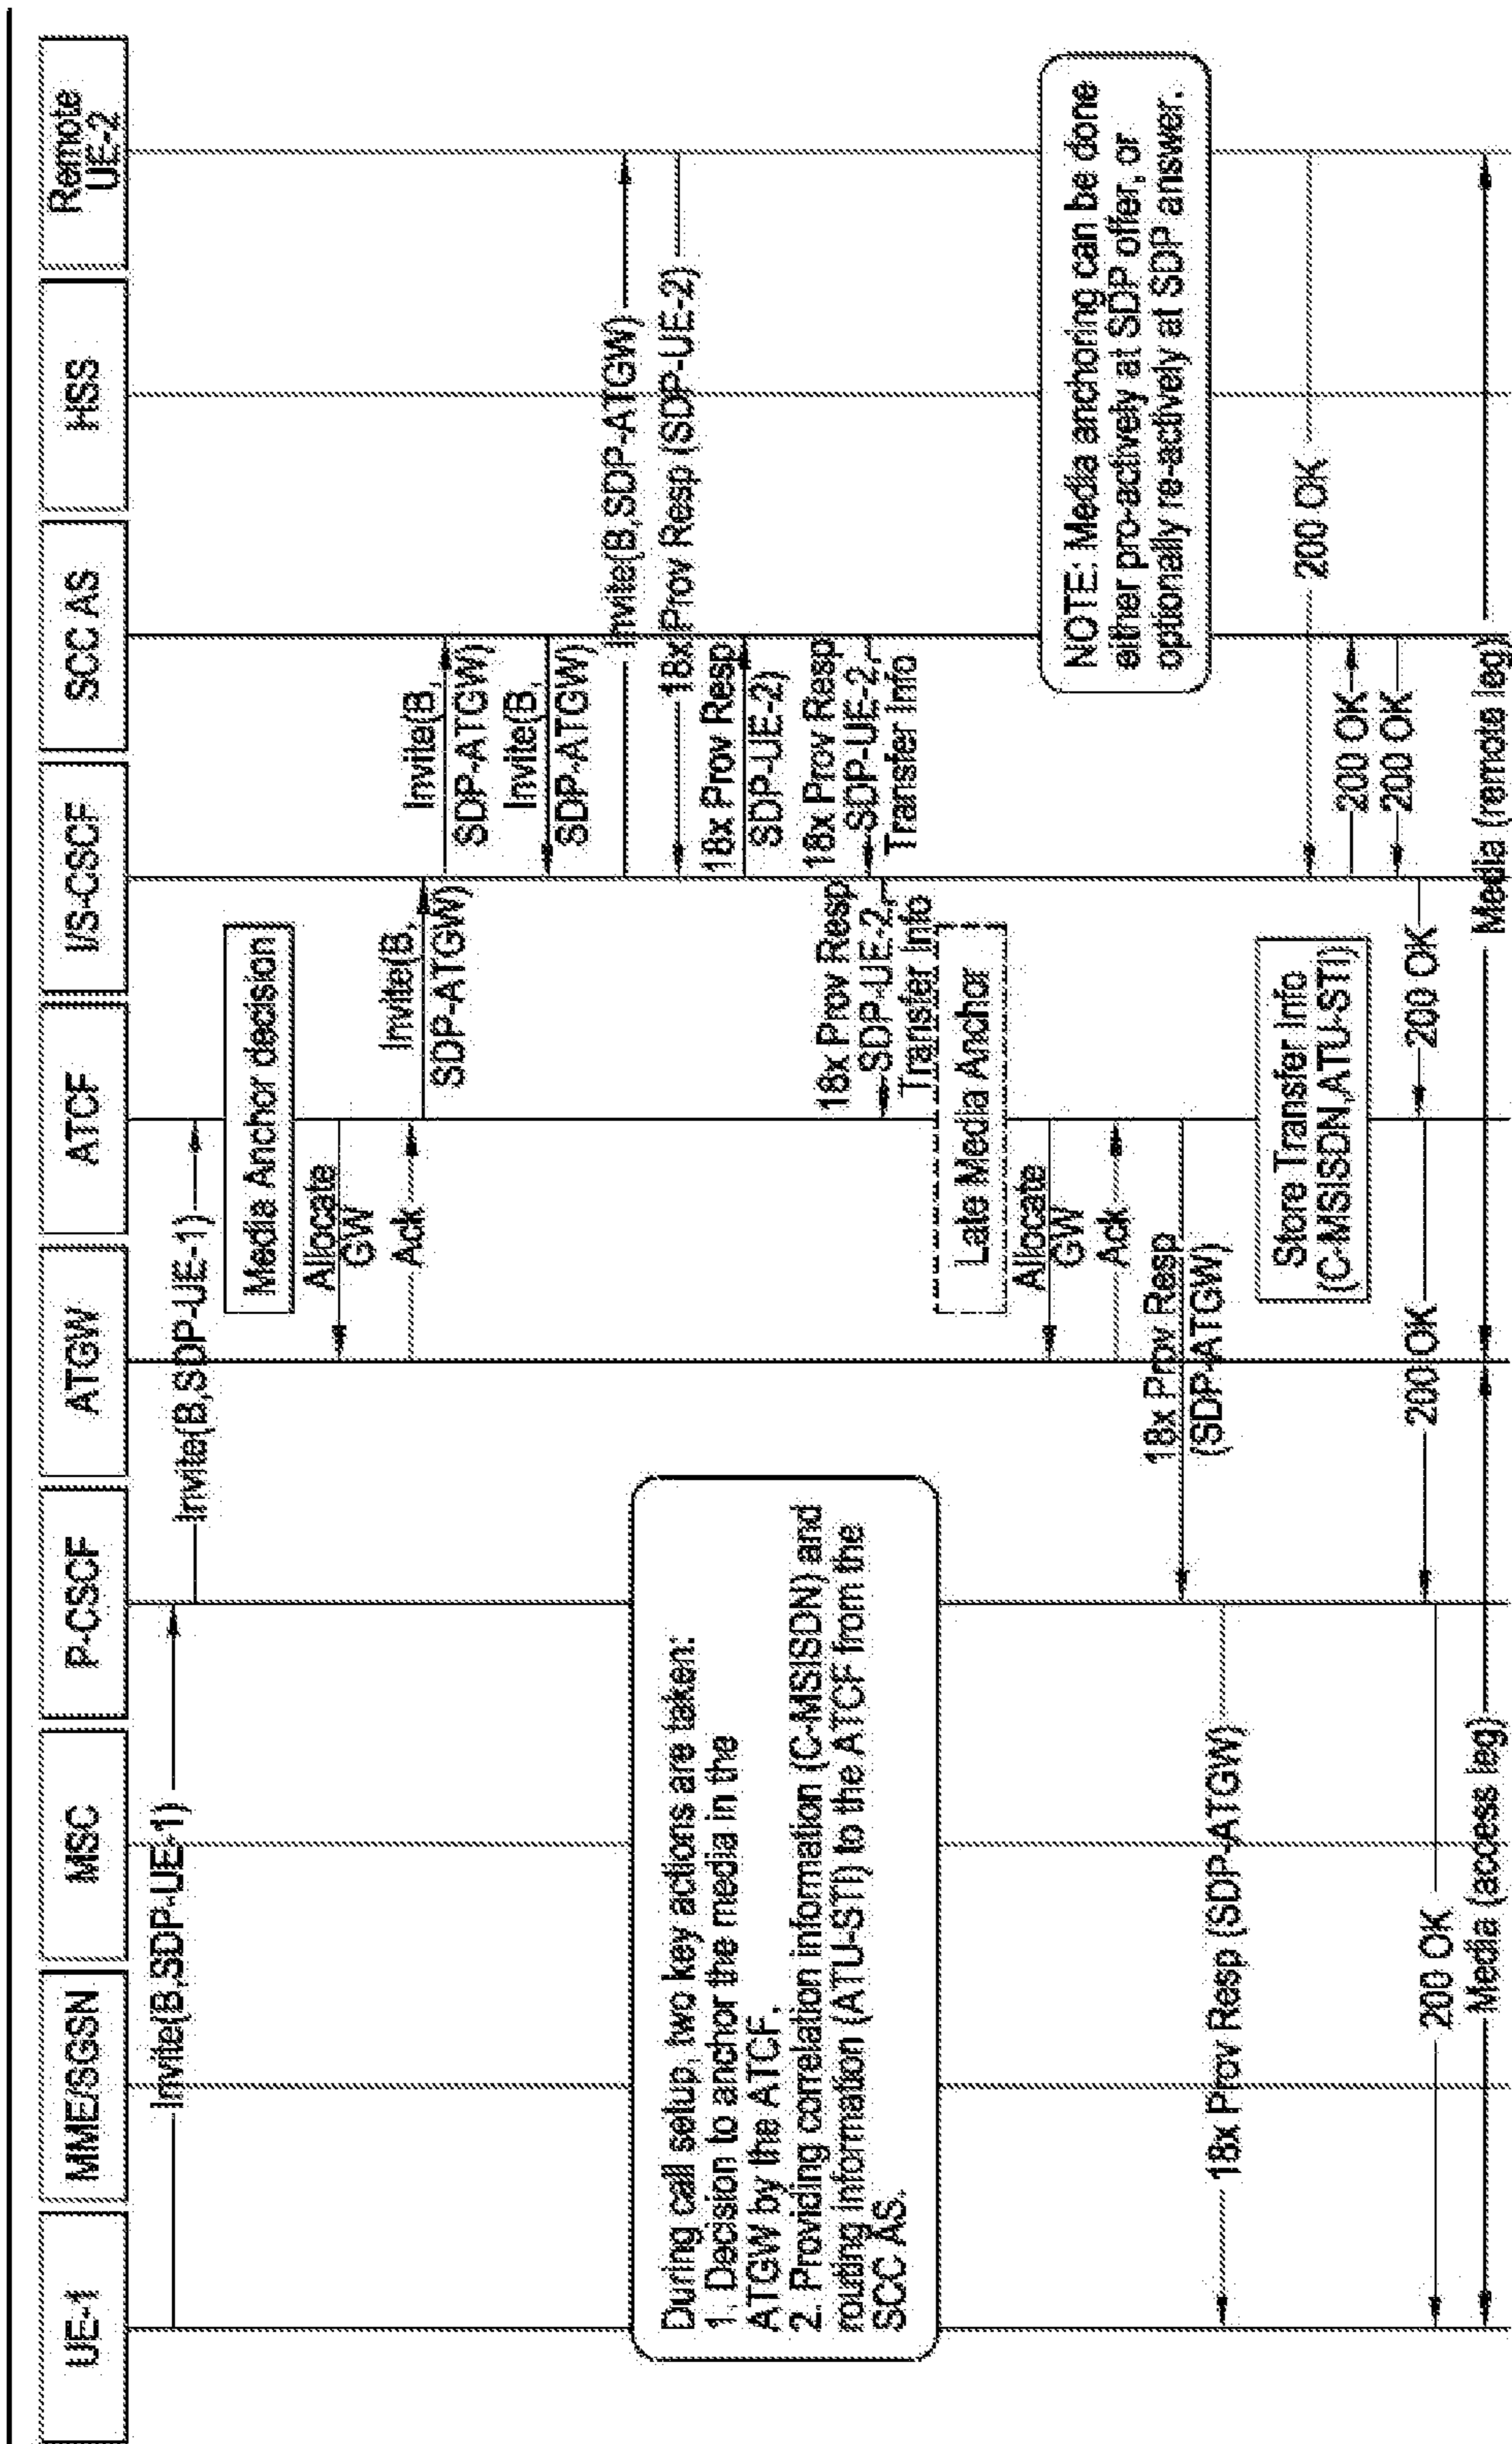 UE-1
MME/SGSN
MSC
P-CSCF
ATGW
ATCF
I/S-CSCF
SCC AS
HSS
Remote
UE-2
Invite(B,SDP-UE-1)
Invite(B,SDP-UE-1)
Media Anchor decision
Allocate
GW
Ack
Invite(B,
SDP-ATGW)
Invite(B,
SDP-ATGW)
Invite(B,
SDP-ATGW)
Invite(B,SDP-ATGW)
18x Prov Resp (SDP-UE-2)
18x Prov Resp
SDP-UE-2)
18x Prov Resp
SDP-UE-2,
Transfer Info
18x Prov Resp
SDP-UE-2,
Transfer Info
During call setup, two key actions are taken:
1. Decision to anchor the media in the
ATGW by the ATCF.
2. Providing correlation information (C-MSISDN) and
routing information (ATU-STI) to the ATCF from the
SCC AS.
Late Media Anchor
Allocate
GW
Ack
NOTE: Media anchoring can be done
either pro-actively at SDP offer, or
optionally re-actively at SDP answer.
18x Prov Resp
(SDP-ATGW)
18x Prov Resp (SDP-ATGW)
Store Transfer Info
(C-MSISDN,ATU-STI)
200 OK
200 OK
200 OK
200 OK
200 OK
200 OK
Media (access leg)
Media (remote leg)